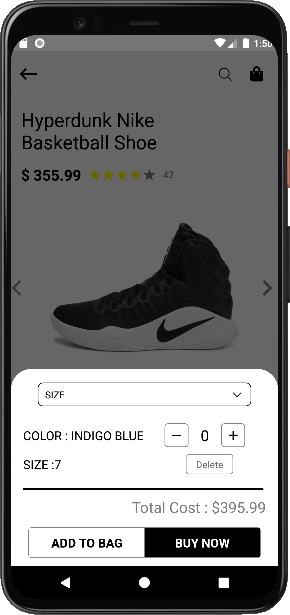 1:50
Hyperdunk Nike
Basketball Shoe
$ 355.99 42
SIZE
COLOR : INDIGO BLUE 0
SIZE :7 Delete
Total Cost : $395.99
ADD TO BAG BUY NOW